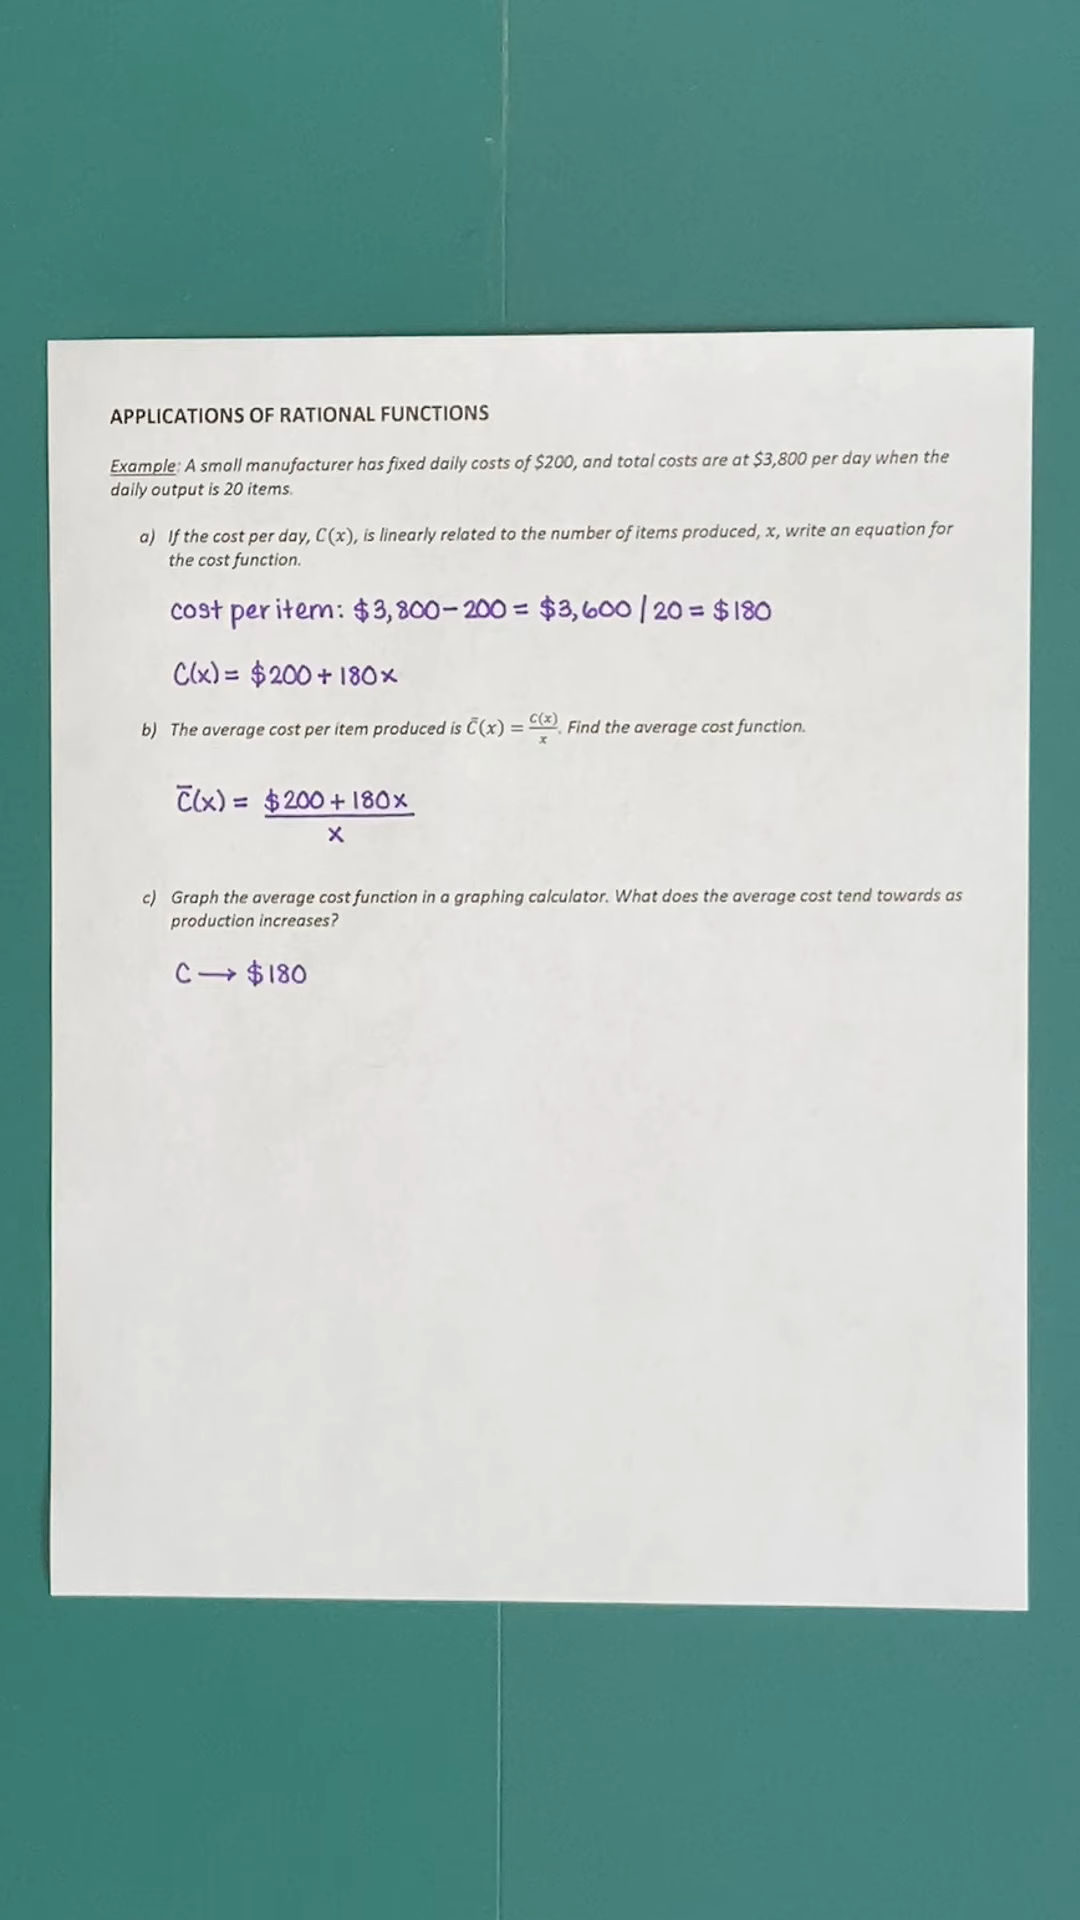 APPLICATIONS OF RATIONAL FUNCTIONS
Example: A small manufacturer has fixed daily costs of $200, and total costs are at $3,800 per day when the
daily output is 20 items.
a) If the cost per day, C(x), is linearly related to the number of items produced, x, write an equation for
the cost function.
cost per item: $3,800 - 200 = $3,600 / 20 = $180
C(x) = $200 + 180x
b) The average cost per item produced is C̄(x) = C(x)/x. Find the average cost function.
C̄(x) = $200 + 180x
x
c) Graph the average cost function in a graphing calculator. What does the average cost tend towards as
production increases?
C → $180